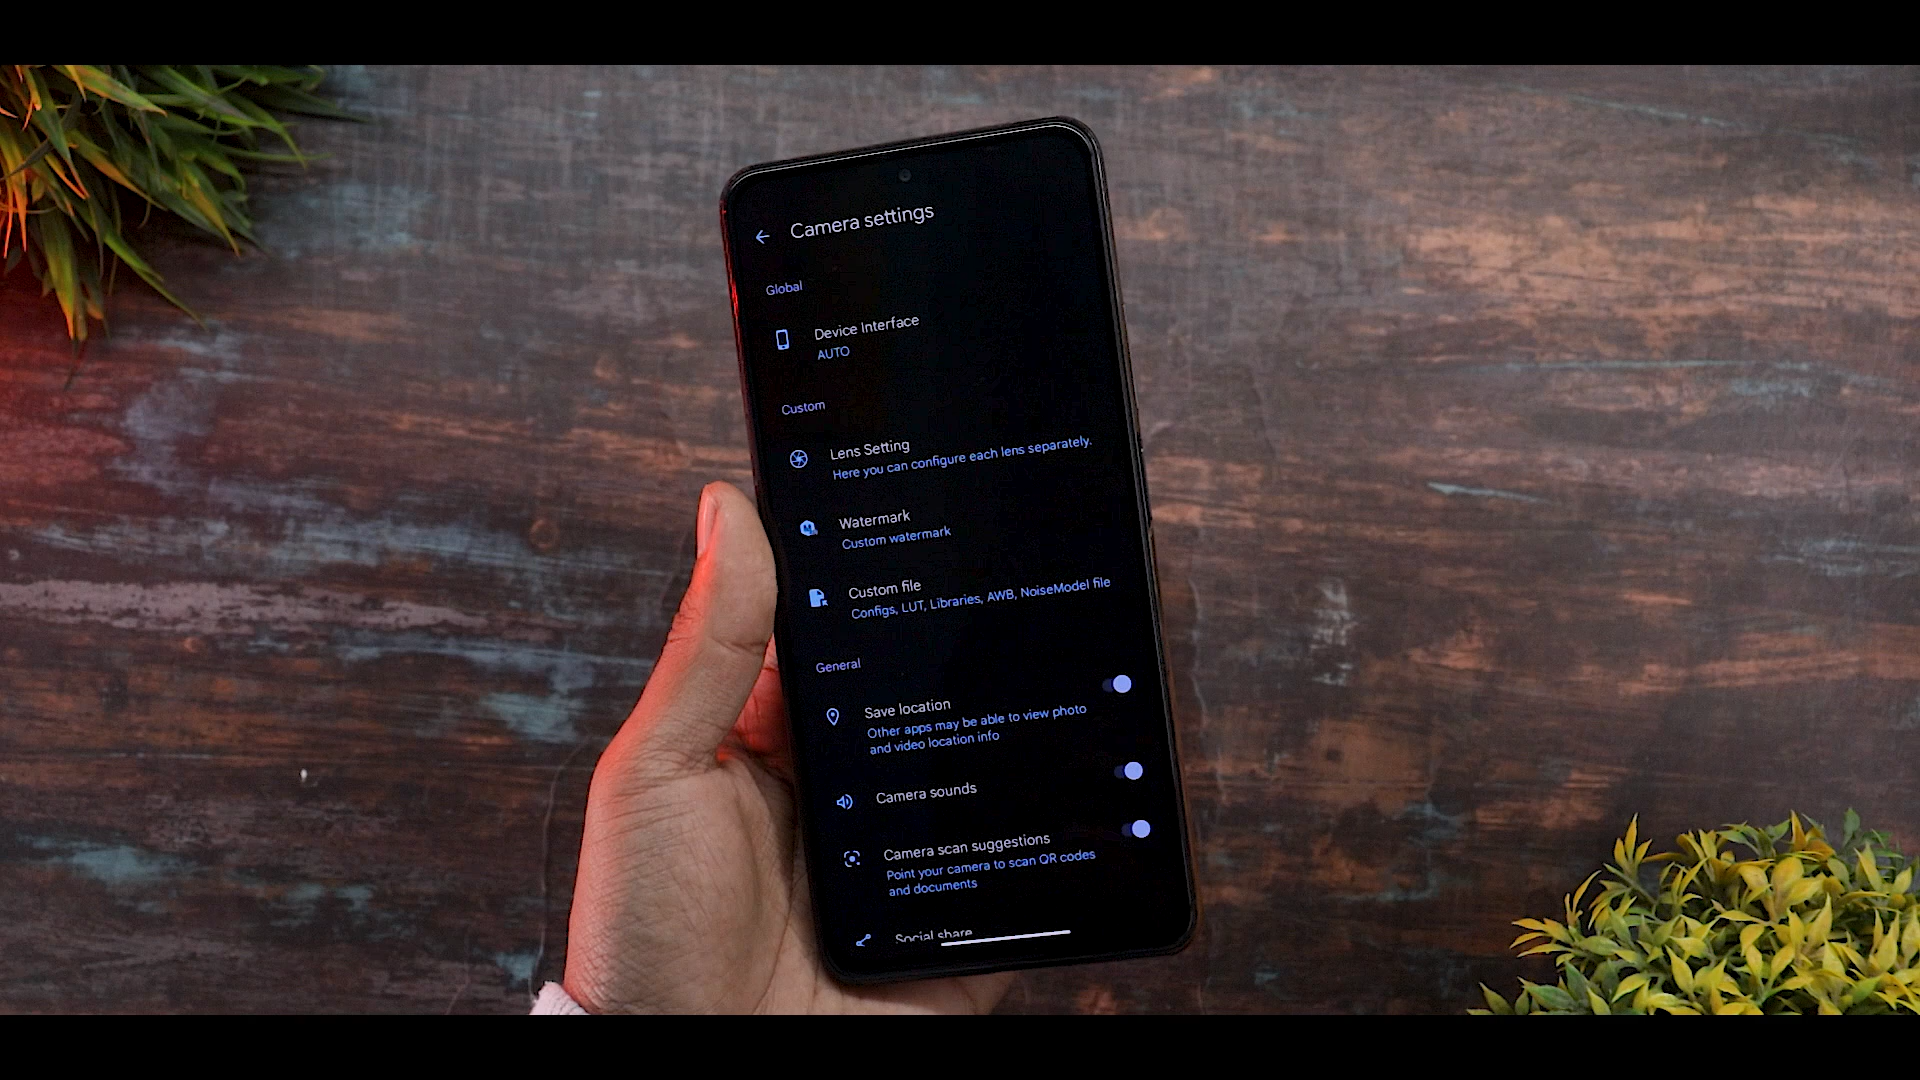 Camera settings
Global
Device Interface
AUTO
Custom
Lens Setting
Here you can configure each lens separately.
Watermark
Custom watermark
Custom file
Configs, LUT, Libraries, AWB, NoiseModel file
General
Save location
Other apps may be able to view photo
and video location info
Camera sounds
Camera scan suggestions
Point your camera to scan QR codes
and documents
Social share